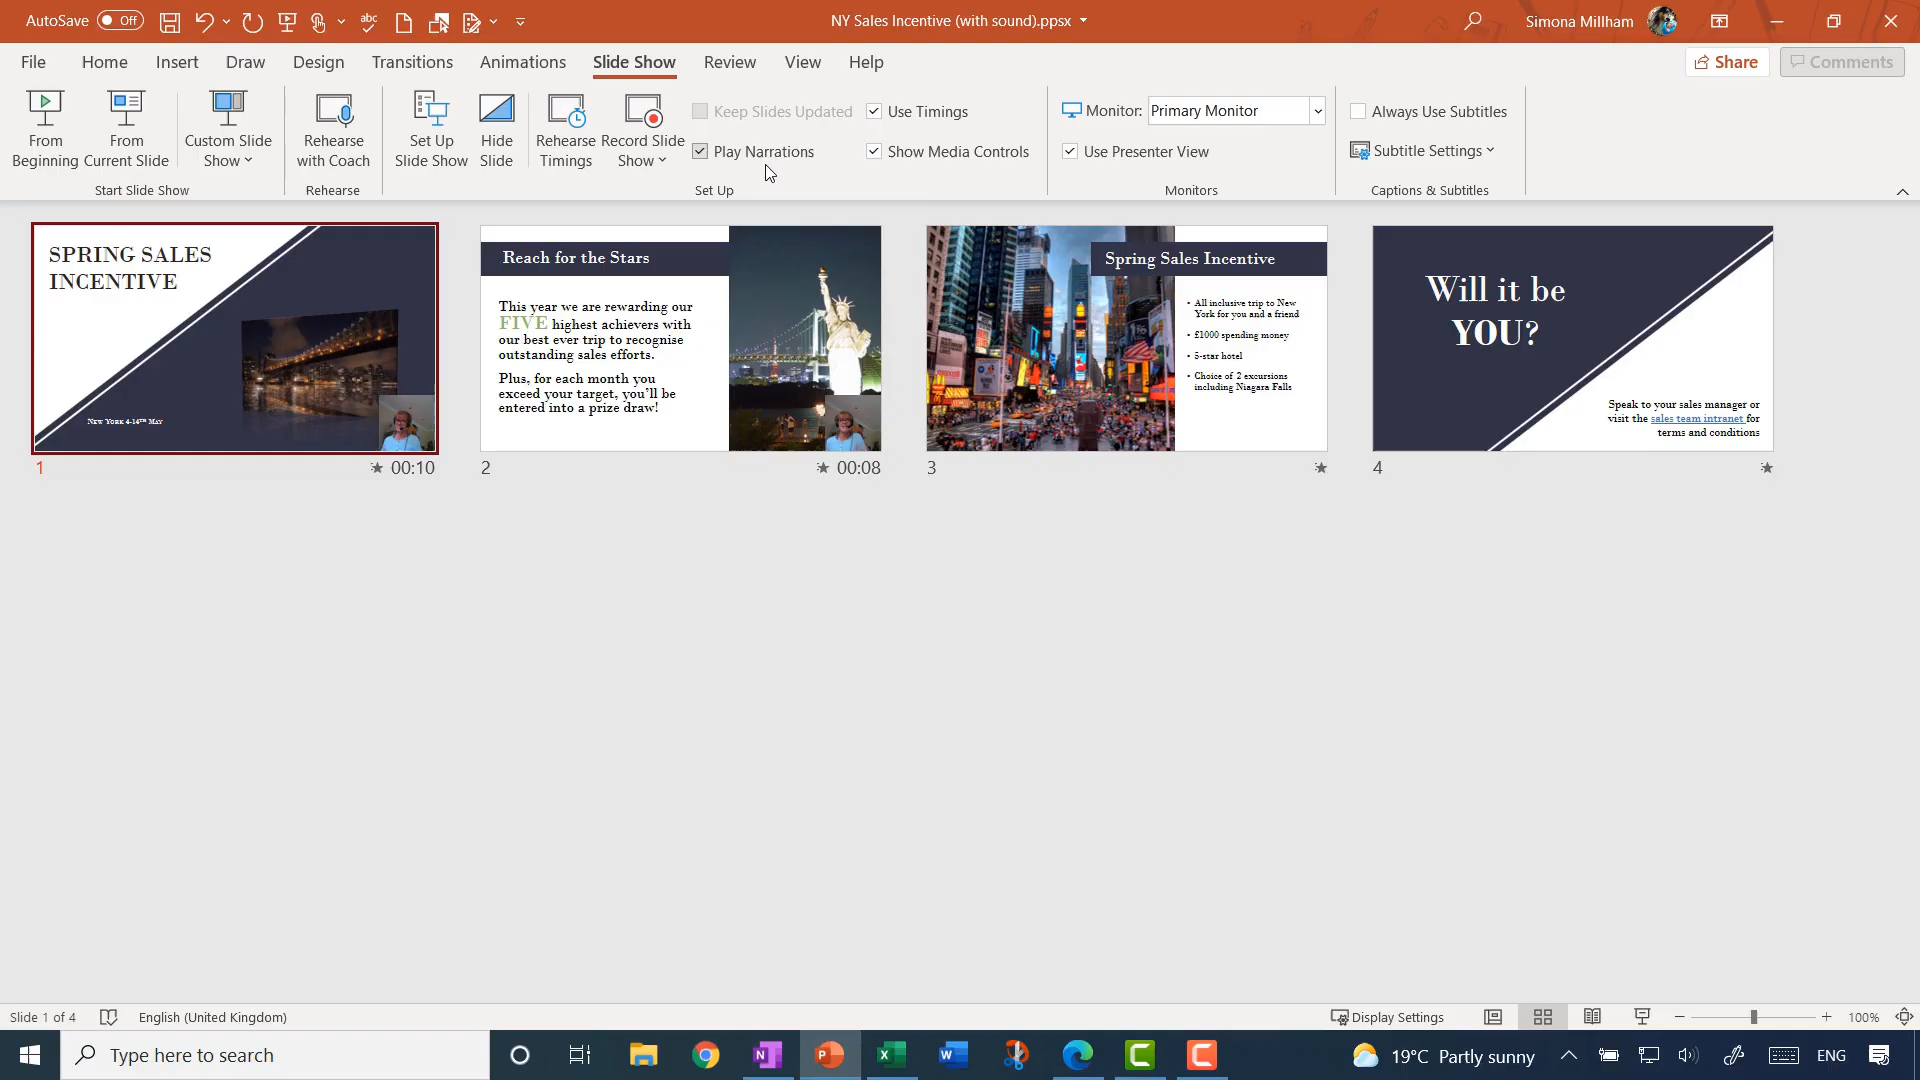 AutoSave Off
NY Sales Incentive (with sound).ppsx
Simona Millham
File Home Insert Draw Design Transitions Animations Slide Show Review View Help
Share Comments
From Beginning
From Current Slide
Custom Slide Show
Start Slide Show
Rehearse with Coach
Rehearse
Set Up Slide Show
Hide Slide
Rehearse Timings
Record Slide Show
Keep Slides Updated
Use Timings
Play Narrations
Show Media Controls
Set Up
Monitor: Primary Monitor
Use Presenter View
Monitors
Always Use Subtitles
Subtitle Settings
Captions & Subtitles
SPRING SALES
INCENTIVE
NEW YORK 4-14TH MAY
1 00:10
Reach for the Stars
This year we are rewarding our
FIVE highest achievers with
our best ever trip to recognise
outstanding sales efforts.
Plus, for each month you
exceed your target, you'll be
entered into a prize draw!
2 00:08
Spring Sales Incentive
• All inclusive trip to New
York for you and a friend
• £1000 spending money
• 5-star hotel
• Choice of 2 excursions
including Niagara Falls
3
Will it be
YOU?
Speak to your sales manager or
visit the sales team intranet for
terms and conditions
4
Slide 1 of 4 English (United Kingdom)
Display Settings 100%
Type here to search
19°C Partly sunny ENG